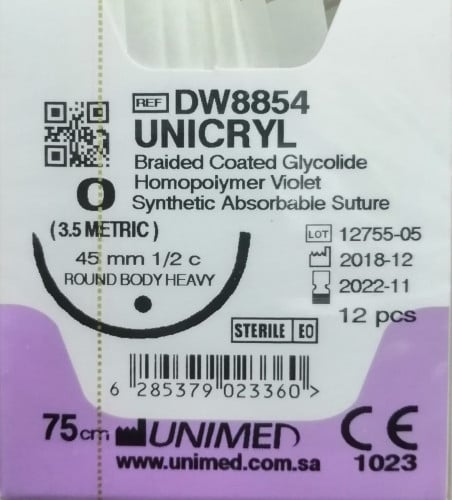 REF DW8854
UNICRYL
Braided Coated Glycolide
Homopolymer Violet
Synthetic Absorbable Suture
O
(3.5 METRIC)
45 mm 1/2 c
ROUND BODY HEAVY
LOT 12755-05
2018-12
2022-11
12 pcs
STERILE EO
6 285379 023360 >
75cm UNIMED
www.unimed.com.sa
CE
1023